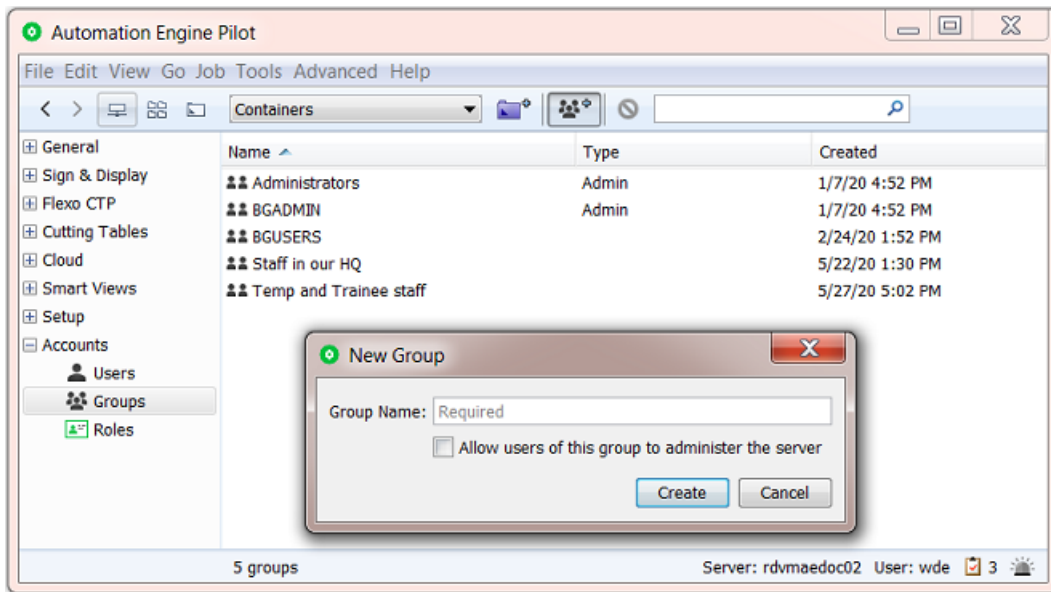 Automation Engine Pilot
File Edit View Go Job Tools Advanced Help
Containers
General
Sign & Display
Flexo CTP
Cutting Tables
Cloud
Smart Views
Setup
Accounts
Users
Groups
Roles
Name Type Created
Administrators Admin 1/7/20 4:52 PM
BGADMIN Admin 1/7/20 4:52 PM
BGUSERS 2/24/20 1:52 PM
Staff in our HQ 5/22/20 1:30 PM
Temp and Trainee staff 5/27/20 5:02 PM
New Group
Group Name: Required
Allow users of this group to administer the server
Create Cancel
5 groups Server: rdvmaedoc02 User: wde 3